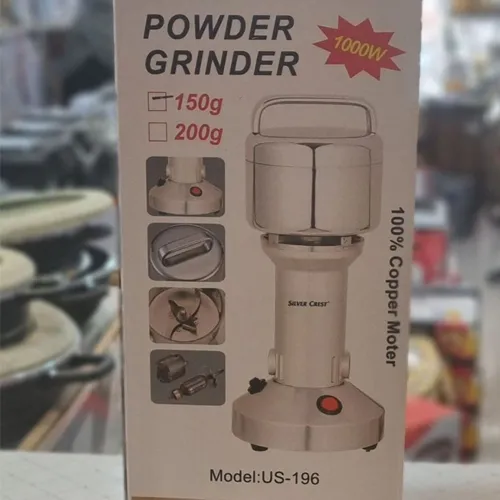 POWDER
GRINDER
1000W
150g
200g
100% Copper Moter
SILVER CREST
Model:US-196